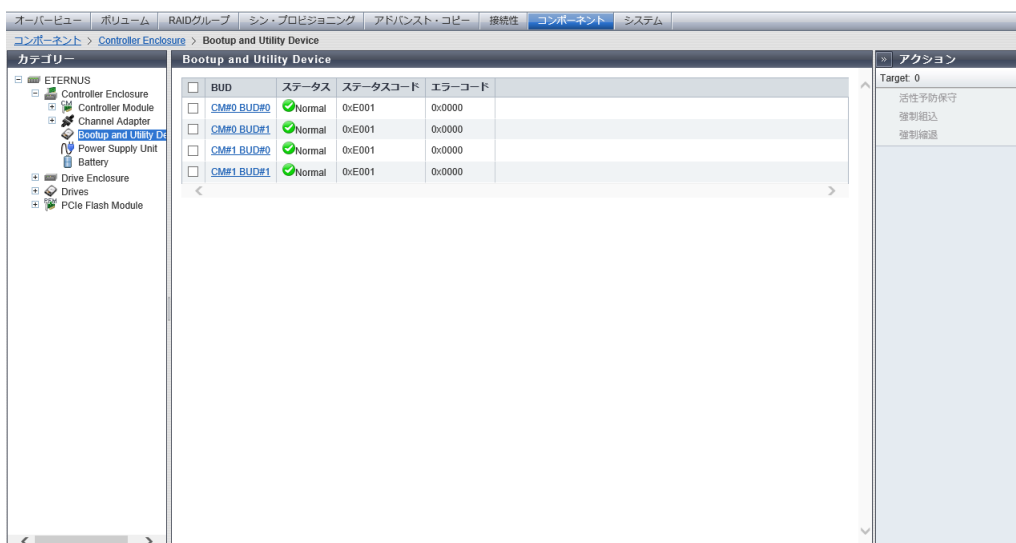 オーバービュー ボリューム RAIDグループ シン・プロビジョニング アドバンスト・コピー 接続性 コンポーネント システム
コンポーネント > Controller Enclosure > Bootup and Utility Device
カテゴリー
ETERNUS
Controller Enclosure
Controller Module
Channel Adapter
Bootup and Utility De
Power Supply Unit
Battery
Drive Enclosure
Drives
PCIe Flash Module
Bootup and Utility Device
BUD ステータス ステータスコード エラーコード
CM#0 BUD#0 Normal 0xE001 0x0000
CM#0 BUD#1 Normal 0xE001 0x0000
CM#1 BUD#0 Normal 0xE001 0x0000
CM#1 BUD#1 Normal 0xE001 0x0000
» アクション
Target: 0
活性予防保守
強制組込
強制縮退